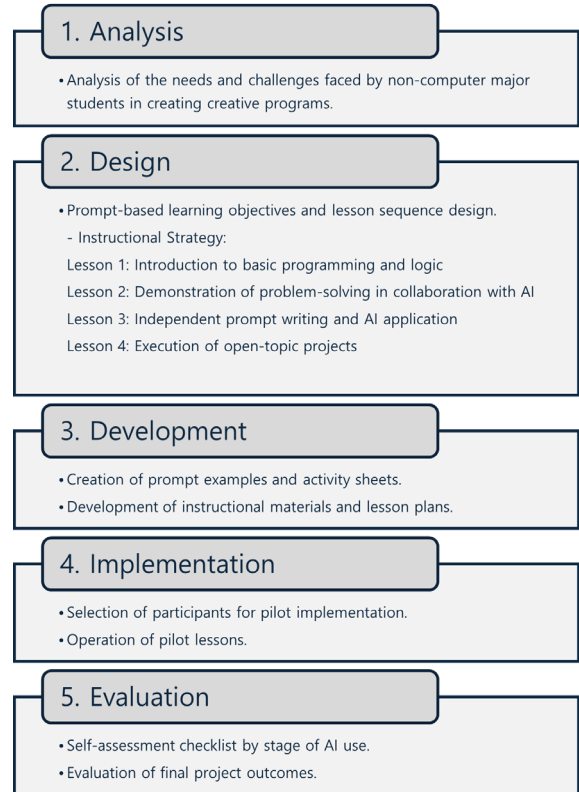 1. Analysis
•Analysis of the needs and challenges faced by non-computer major
students in creating creative programs.
2. Design
•Prompt-based learning objectives and lesson sequence design.
- Instructional Strategy:
Lesson 1: Introduction to basic programming and logic
Lesson 2: Demonstration of problem-solving in collaboration with AI
Lesson 3: Independent prompt writing and AI application
Lesson 4: Execution of open-topic projects
3. Development
•Creation of prompt examples and activity sheets.
•Development of instructional materials and lesson plans.
4. Implementation
•Selection of participants for pilot implementation.
•Operation of pilot lessons.
5. Evaluation
•Self-assessment checklist by stage of AI use.
•Evaluation of final project outcomes.